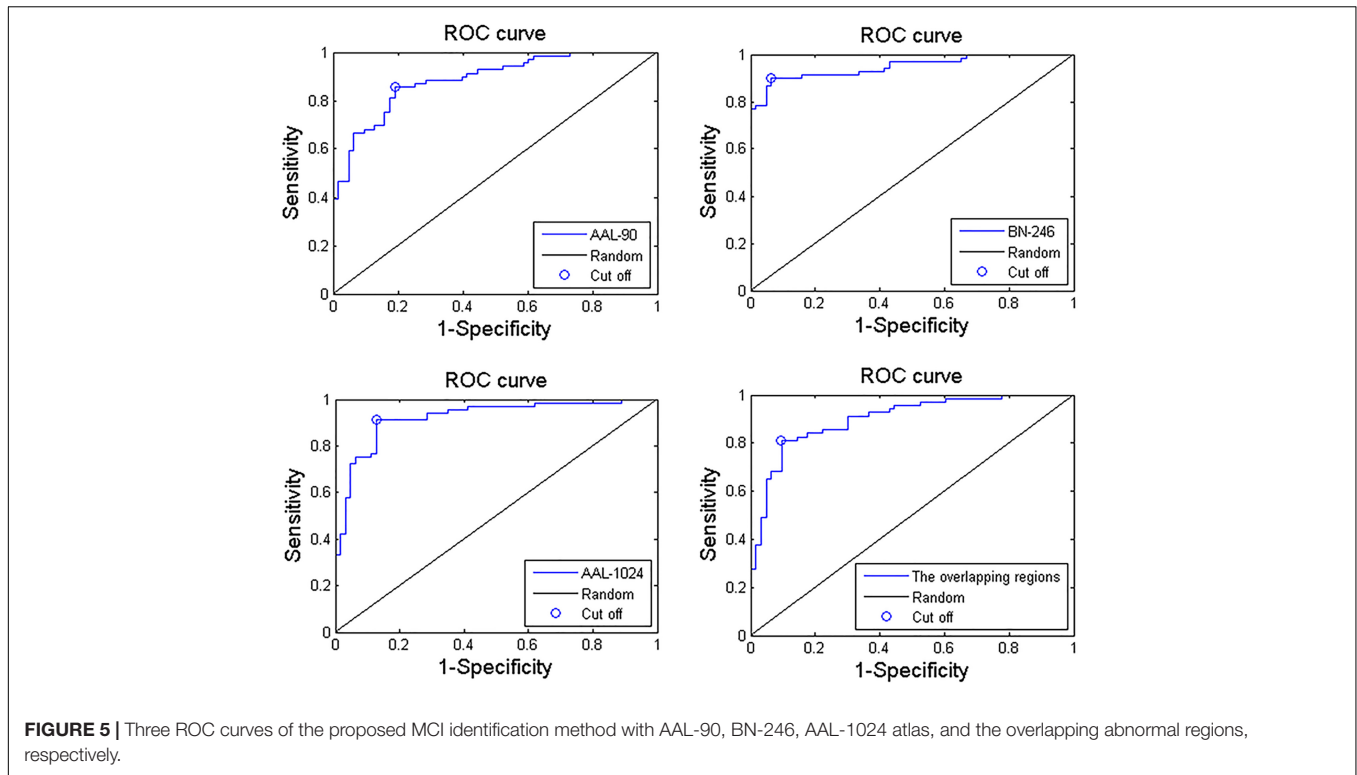 ROC curve
1
0.8
0.6
0.4
0.2
0
Sensitivity
0.2 0.4 0.6 0.8 1
1-Specificity
AAL-90
Random
Cut off
ROC curve
1
0.8
0.6
0.4
0.2
0
Sensitivity
0 0.2 0.4 0.6 0.8 1
1-Specificity
BN-246
Random
Cut off
ROC curve
1
0.8
0.6
0.4
0.2
0
Sensitivity
0 0.2 0.4 0.6 0.8 1
1-Specificity
AAL-1024
Random
Cut off
ROC curve
1
0.8
0.6
0.4
0.2
0
Sensitivity
0 0.2 0.4 0.6 0.8 1
1-Specificity
The overlapping regions
Random
Cut off
FIGURE 5 | Three ROC curves of the proposed MCI identification method with AAL-90, BN-246, AAL-1024 atlas, and the overlapping abnormal regions,
respectively.